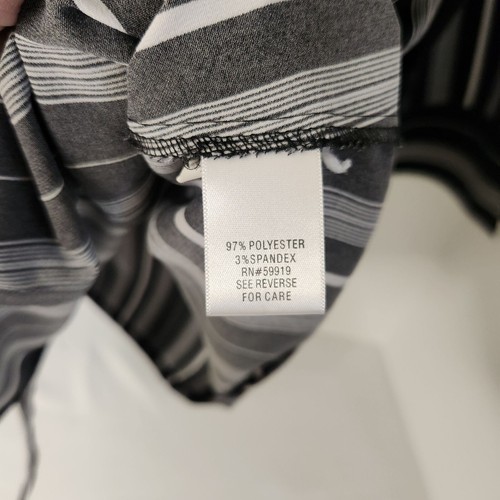 97% POLYESTER
3%SPANDEX
RN#59919
SEE REVERSE
FOR CARE